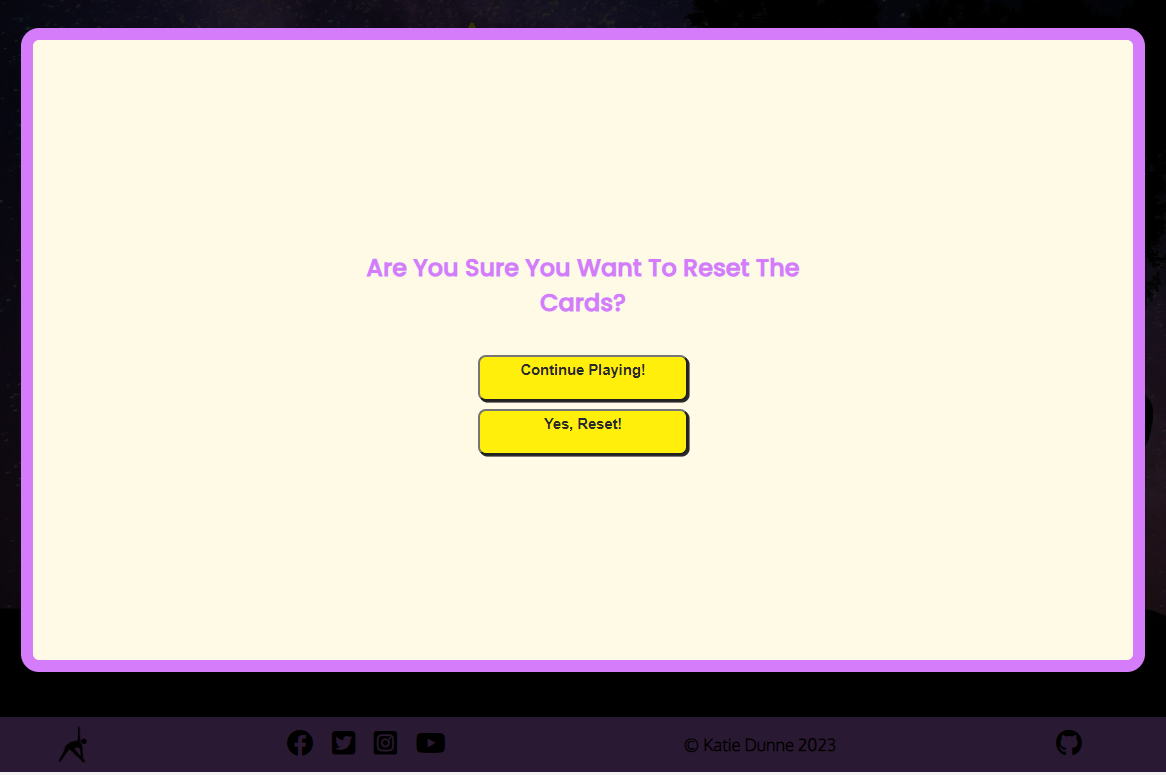 Are You Sure You Want To Reset The
Cards?
Continue Playing!
Yes, Reset!
© Katie Dunne 2023